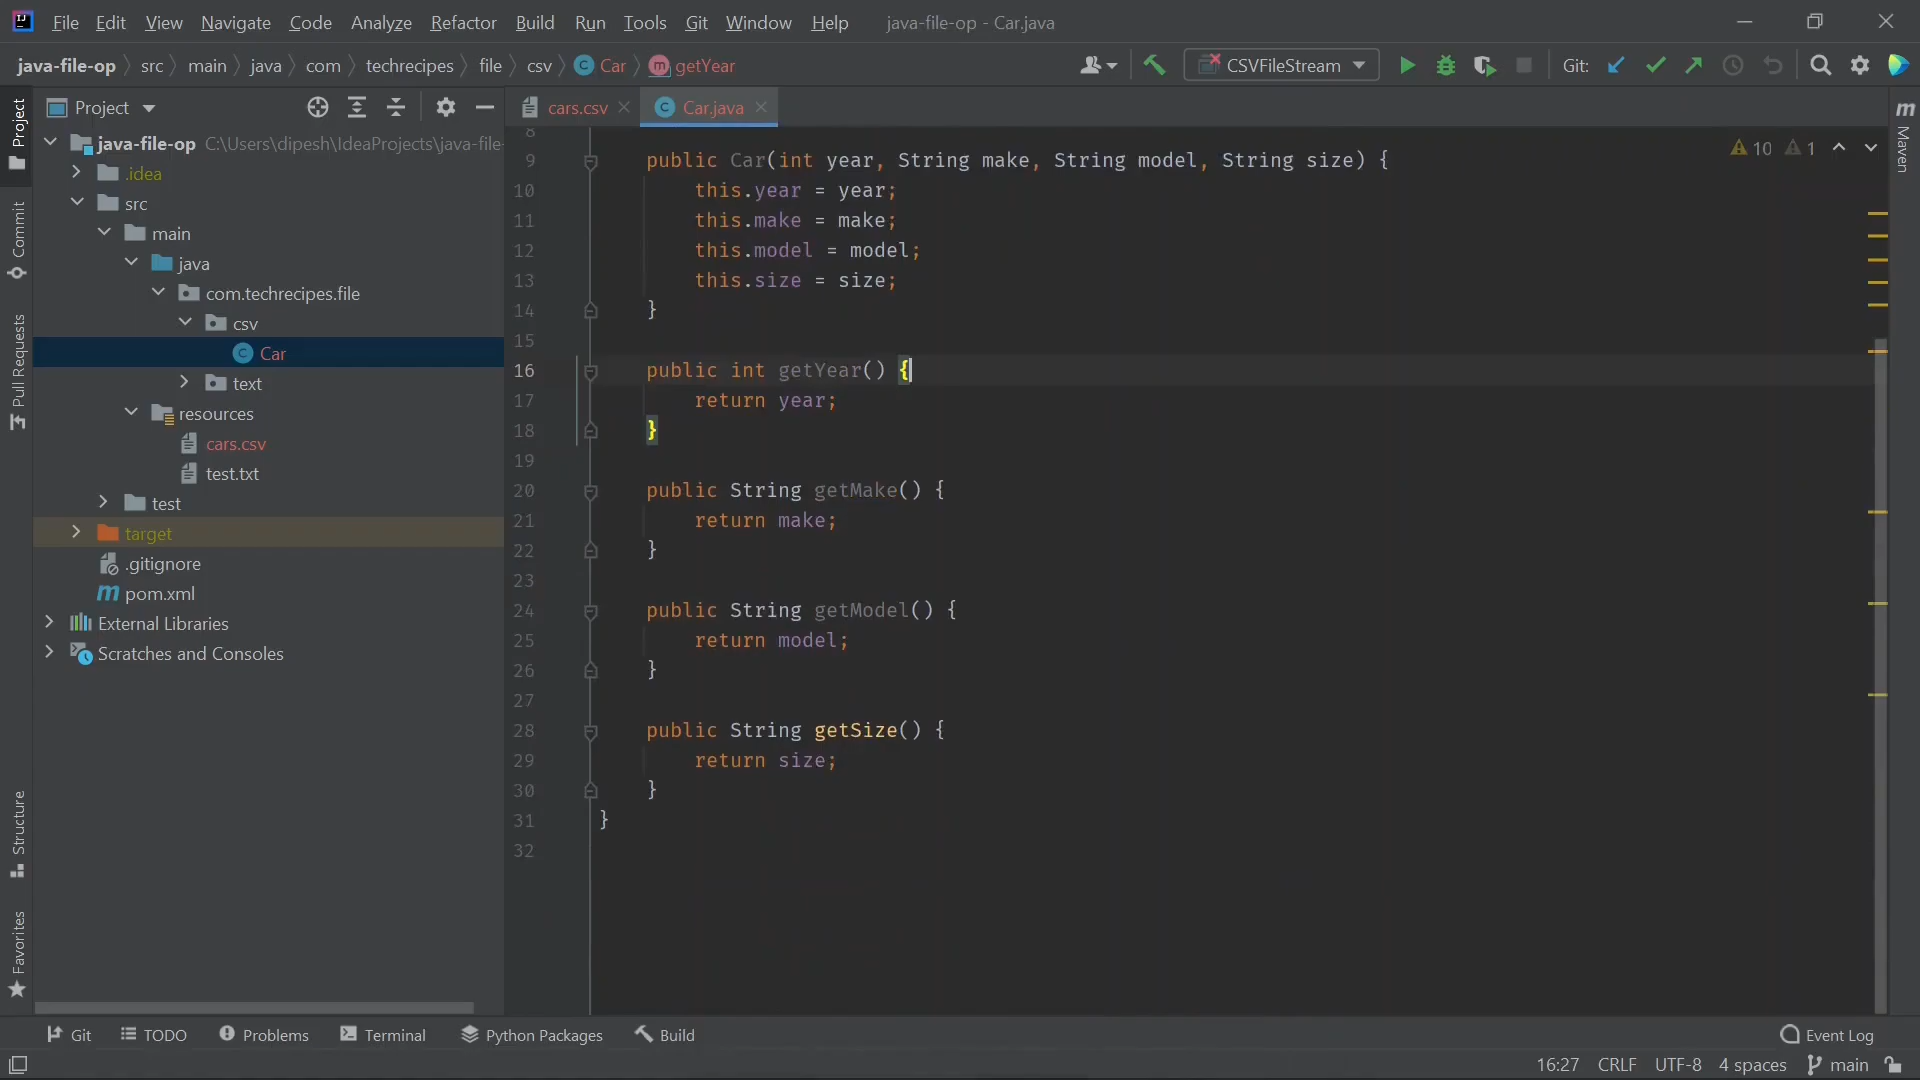 File Edit View Navigate Code Analyze Refactor Build Run Tools Git Window Help java-file-op - Car.java
java-file-op src main java com techrecipes file csv Car getYear CSVFileStream Git:
Project
Commit
Pull Requests
Structure
Favorites
Project
java-file-op C:\Users\dipesh\IdeaProjects\java-file-
.idea
src
main
java
com.techrecipes.file
csv
Car
text
resources
cars.csv
test.txt
test
target
.gitignore
pom.xml
External Libraries
Scratches and Consoles
cars.csv Car.java
Maven
10 1
8
9 public Car(int year, String make, String model, String size) {
10 this.year = year;
11 this.make = make;
12 this.model = model;
13 this.size = size;
14 }
15
16 public int getYear() {
17 return year;
18 }
19
20 public String getMake() {
21 return make;
22 }
23
24 public String getModel() {
25 return model;
26 }
27
28 public String getSize() {
29 return size;
30 }
31 }
32
Git TODO Problems Terminal Python Packages Build Event Log
16:27 CRLF UTF-8 4 spaces main